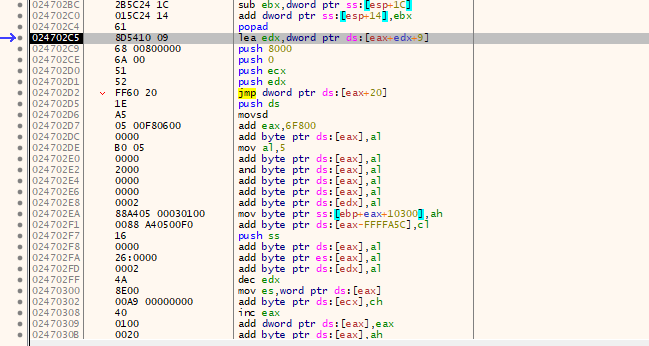 024702BC 2B5C24 1C sub ebx,dword ptr ss:[esp+1C]
024702C0 015C24 14 add dword ptr ss:[esp+14],ebx
024702C4 61 popad
024702C5 8D5410 09 lea edx,dword ptr ds:[eax+edx+9]
024702C9 68 00800000 push 8000
024702CE 6A 00 push 0
024702D0 51 push ecx
024702D1 52 push edx
024702D2 FF60 20 jmp dword ptr ds:[eax+20]
024702D5 1E push ds
024702D6 A5 movsd
024702D7 05 00F80600 add eax,6F800
024702DC 0000 add byte ptr ds:[eax],al
024702DE B0 05 mov al,5
024702E0 0000 add byte ptr ds:[eax],al
024702E2 2000 and byte ptr ds:[eax],al
024702E4 0000 add byte ptr ds:[eax],al
024702E6 0000 add byte ptr ds:[eax],al
024702E8 0002 add byte ptr ds:[edx],al
024702EA 88A405 00030100 mov byte ptr ss:[ebp+eax+10300],ah
024702F1 0088 A40500F0 add byte ptr ds:[eax-FFFFA5C],cl
024702F7 16 push ss
024702F8 0000 add byte ptr ds:[eax],al
024702FA 26:0000 add byte ptr es:[eax],al
024702FD 0002 add byte ptr ds:[edx],al
024702FF 4A dec edx
02470300 8E00 mov es,word ptr ds:[eax]
02470302 00A9 00000000 add byte ptr ds:[ecx],ch
02470308 40 inc eax
02470309 0100 add dword ptr ds:[eax],eax
0247030B 0020 add byte ptr ds:[eax],ah